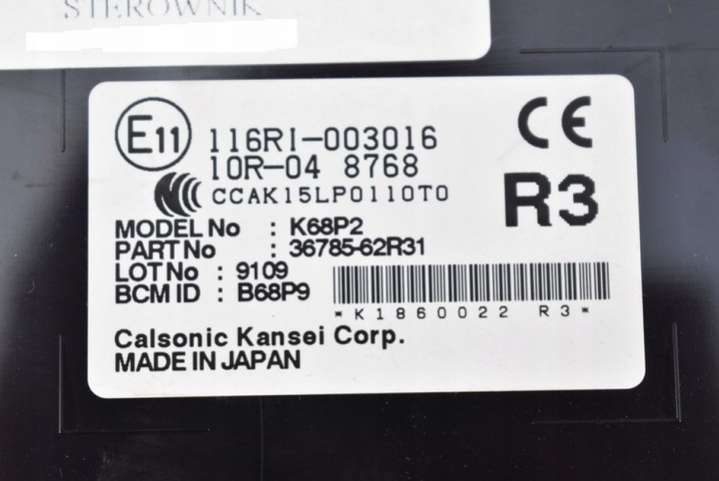 STEROWNIK
E11 116RI-003016
10R-04 8768
CE
CCAK15LP0110T0
R3
MODEL No : K68P2
PART No : 36785-62R31
LOT No : 9109
BCM ID : B68P9
*K1860022 R3*
Calsonic Kansei Corp.
MADE IN JAPAN